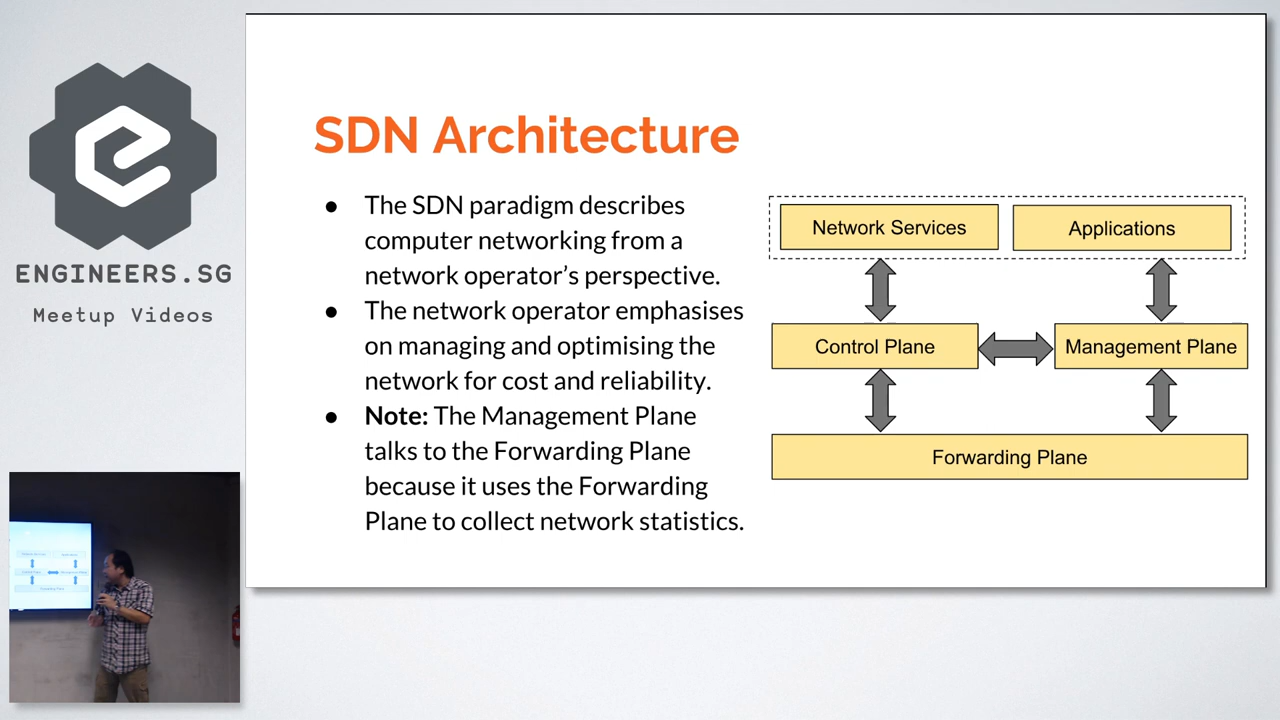 ENGINEERS.SG
Meetup Videos
SDN Architecture
● The SDN paradigm describes
computer networking from a
network operator’s perspective.
● The network operator emphasises
on managing and optimising the
network for cost and reliability.
● Note: The Management Plane
talks to the Forwarding Plane
because it uses the Forwarding
Plane to collect network statistics.
Network Services
Applications
Control Plane
Management Plane
Forwarding Plane